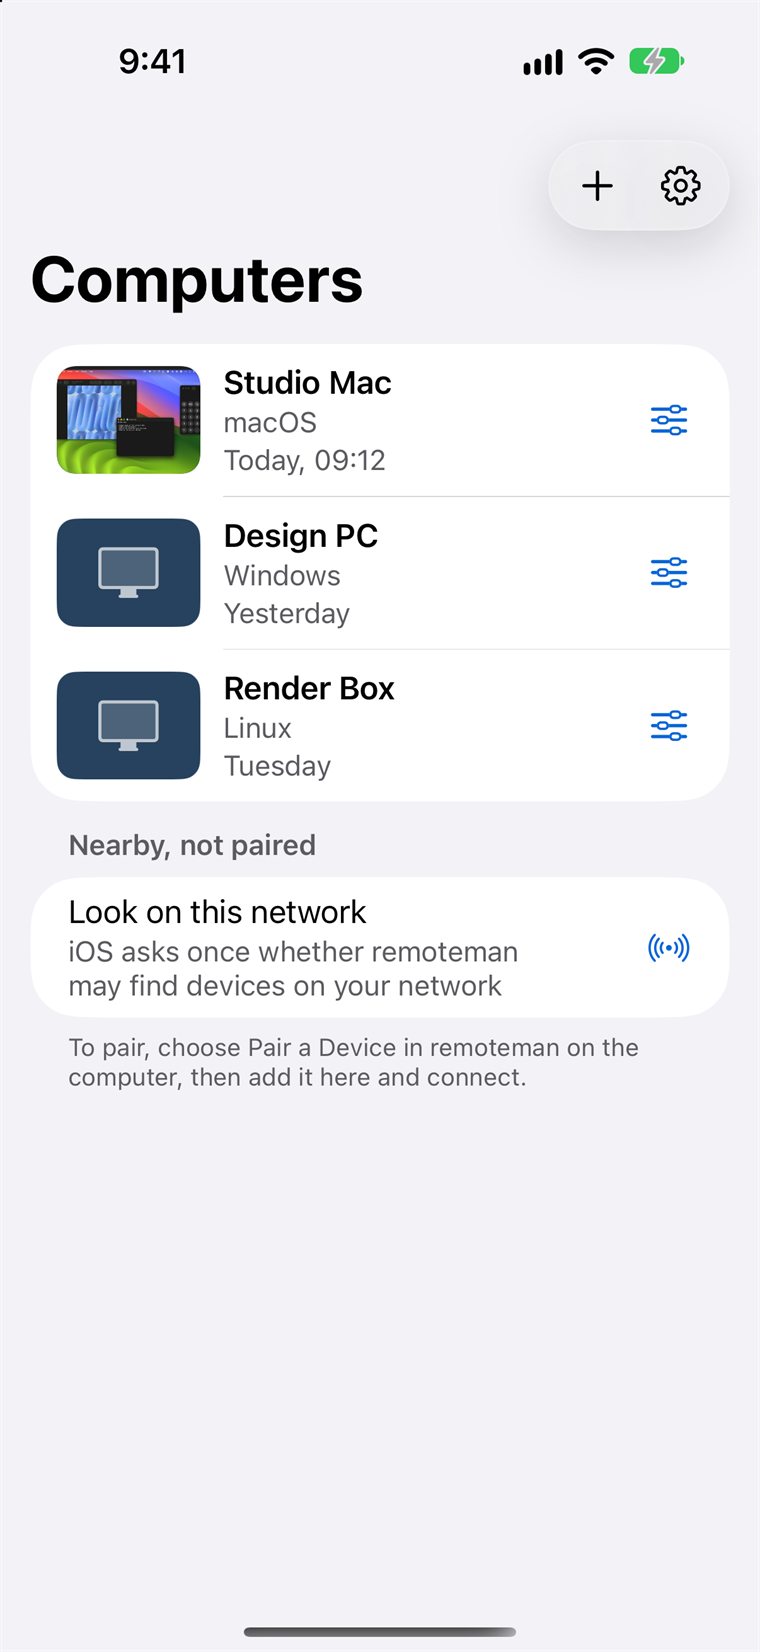 9:41
Computers
Studio Mac
macOS
Today, 09:12
Design PC
Windows
Yesterday
Render Box
Linux
Tuesday
Nearby, not paired
Look on this network
iOS asks once whether remoteman
may find devices on your network
To pair, choose Pair a Device in remoteman on the
computer, then add it here and connect.